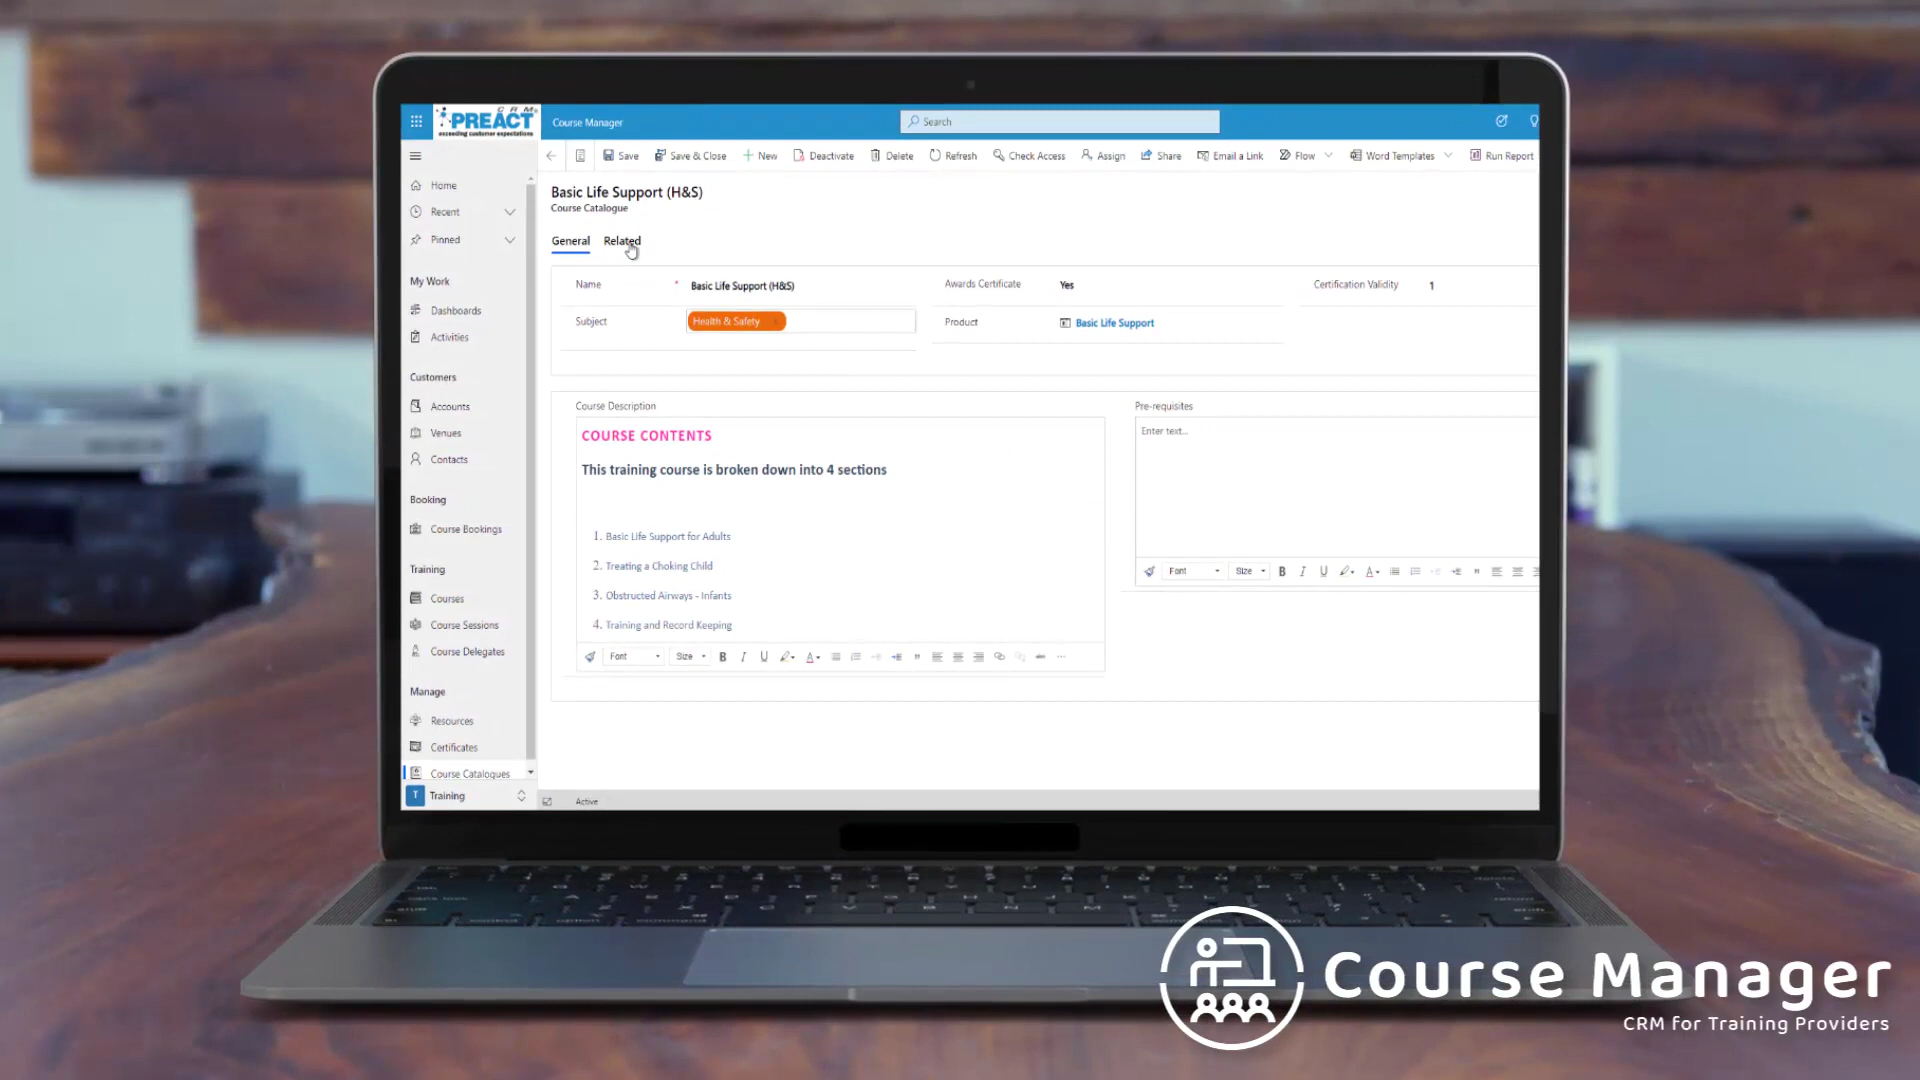 CRM
PREACT
exceeding customer expectations
Course Manager
Search
Save
Save & Close
New
Deactivate
Delete
Refresh
Check Access
Assign
Share
Email a Link
Flow
Word Templates
Run Report
Home
Recent
Pinned
My Work
Dashboards
Activities
Customers
Accounts
Venues
Contacts
Booking
Course Bookings
Training
Courses
Course Sessions
Course Delegates
Manage
Resources
Certificates
Course Catalogues
T Training
Basic Life Support (H&S)
Course Catalogue
General Related
Name * Basic Life Support (H&S)
Awards Certificate Yes
Certification Validity 1
Subject Health & Safety
Product Basic Life Support
Course Description
COURSE CONTENTS
This training course is broken down into 4 sections
1. Basic Life Support for Adults
2. Treating a Choking Child
3. Obstructed Airways - Infants
4. Training and Record Keeping
Font Size B I U A
Pre-requisites
Enter text...
Font Size B I U A
Active
Course Manager
CRM for Training Providers